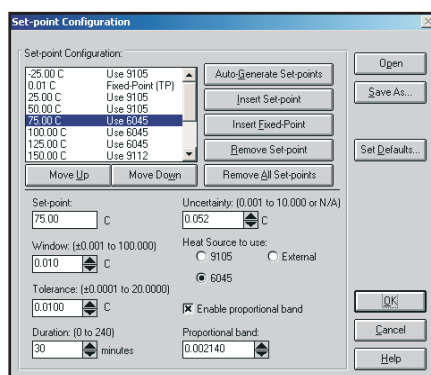 Set-point Configuration
Set-point Configuration:
-25.00 C Use 9105
0.01 C Fixed-Point (TP)
25.00 C Use 9105
50.00 C Use 9105
75.00 C Use 6045
100.00 C Use 6045
125.00 C Use 6045
150.00 C Use 9112
Move Up
Move Down
Auto-Generate Set-points
Insert Set-point
Insert Fixed-Point
Remove Set-point
Remove All Set-points
Open
Save As...
Set Defaults...
Set-point:
75.00 C
Window: (±0.001 to 100.000)
0.010 C
Tolerance: (±0.0001 to 20.0000)
0.0100 C
Duration: (0 to 240)
30 minutes
Uncertainty: (0.001 to 10.000 or N/A)
0.052 C
Heat Source to use:
9105 External
6045
Enable proportional band
Proportional band:
0.002140
OK
Cancel
Help